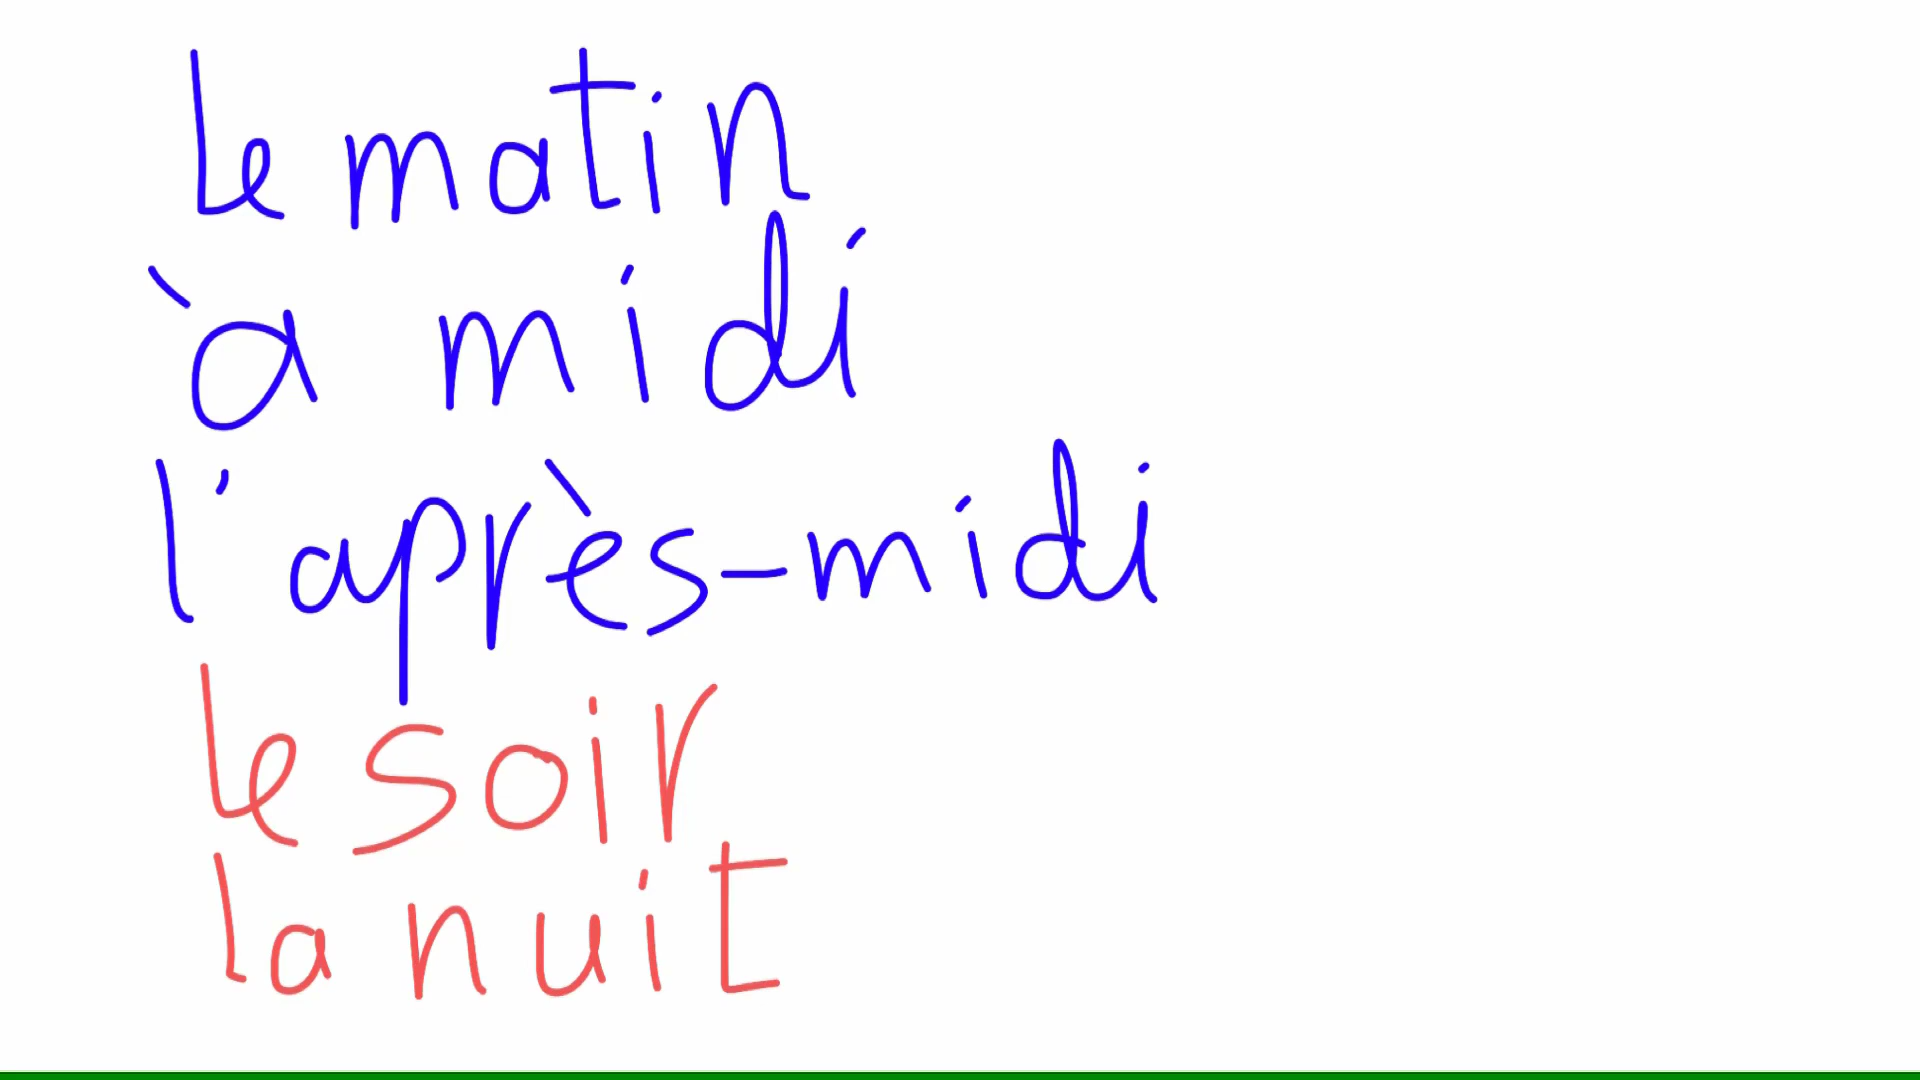 le matin
à midi
l'après-midi
le soir
la nuit